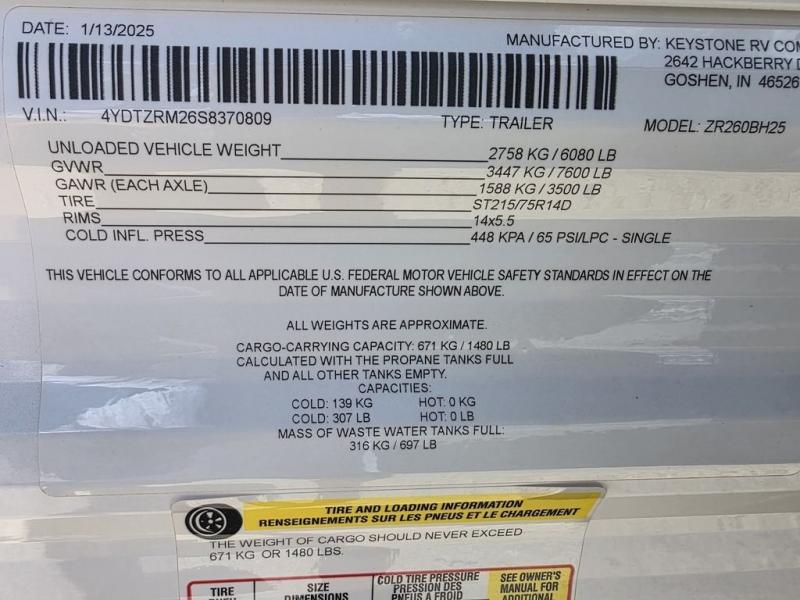 DATE: 1/13/2025
MANUFACTURED BY: KEYSTONE RV COM
2642 HACKBERRY D
GOSHEN, IN 46526
V.I.N.: 4YDTZRM26S8370809 TYPE: TRAILER MODEL: ZR260BH25
UNLOADED VEHICLE WEIGHT 2758 KG / 6080 LB
GVWR 3447 KG / 7600 LB
GAWR (EACH AXLE) 1588 KG / 3500 LB
TIRE ST215/75R14D
RIMS 14x5.5
COLD INFL. PRESS 448 KPA / 65 PSI/LPC - SINGLE
THIS VEHICLE CONFORMS TO ALL APPLICABLE U.S. FEDERAL MOTOR VEHICLE SAFETY STANDARDS IN EFFECT ON THE
DATE OF MANUFACTURE SHOWN ABOVE.
ALL WEIGHTS ARE APPROXIMATE.
CARGO-CARRYING CAPACITY: 671 KG / 1480 LB
CALCULATED WITH THE PROPANE TANKS FULL
AND ALL OTHER TANKS EMPTY.
CAPACITIES:
COLD: 139 KG HOT: 0 KG
COLD: 307 LB HOT: 0 LB
MASS OF WASTE WATER TANKS FULL:
316 KG / 697 LB
TIRE AND LOADING INFORMATION
RENSEIGNEMENTS SUR LES PNEUS ET LE CHARGEMENT
THE WEIGHT OF CARGO SHOULD NEVER EXCEED
671 KG OR 1480 LBS.
TIRE
SIZE
DIMENSIONS
COLD TIRE PRESSURE
PRESSION DES
PNEUS A FROID
SEE OWNER'S
MANUAL FOR
ADDITIONAL